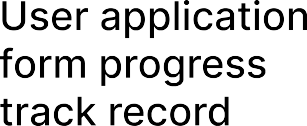 User application
form progress
track record